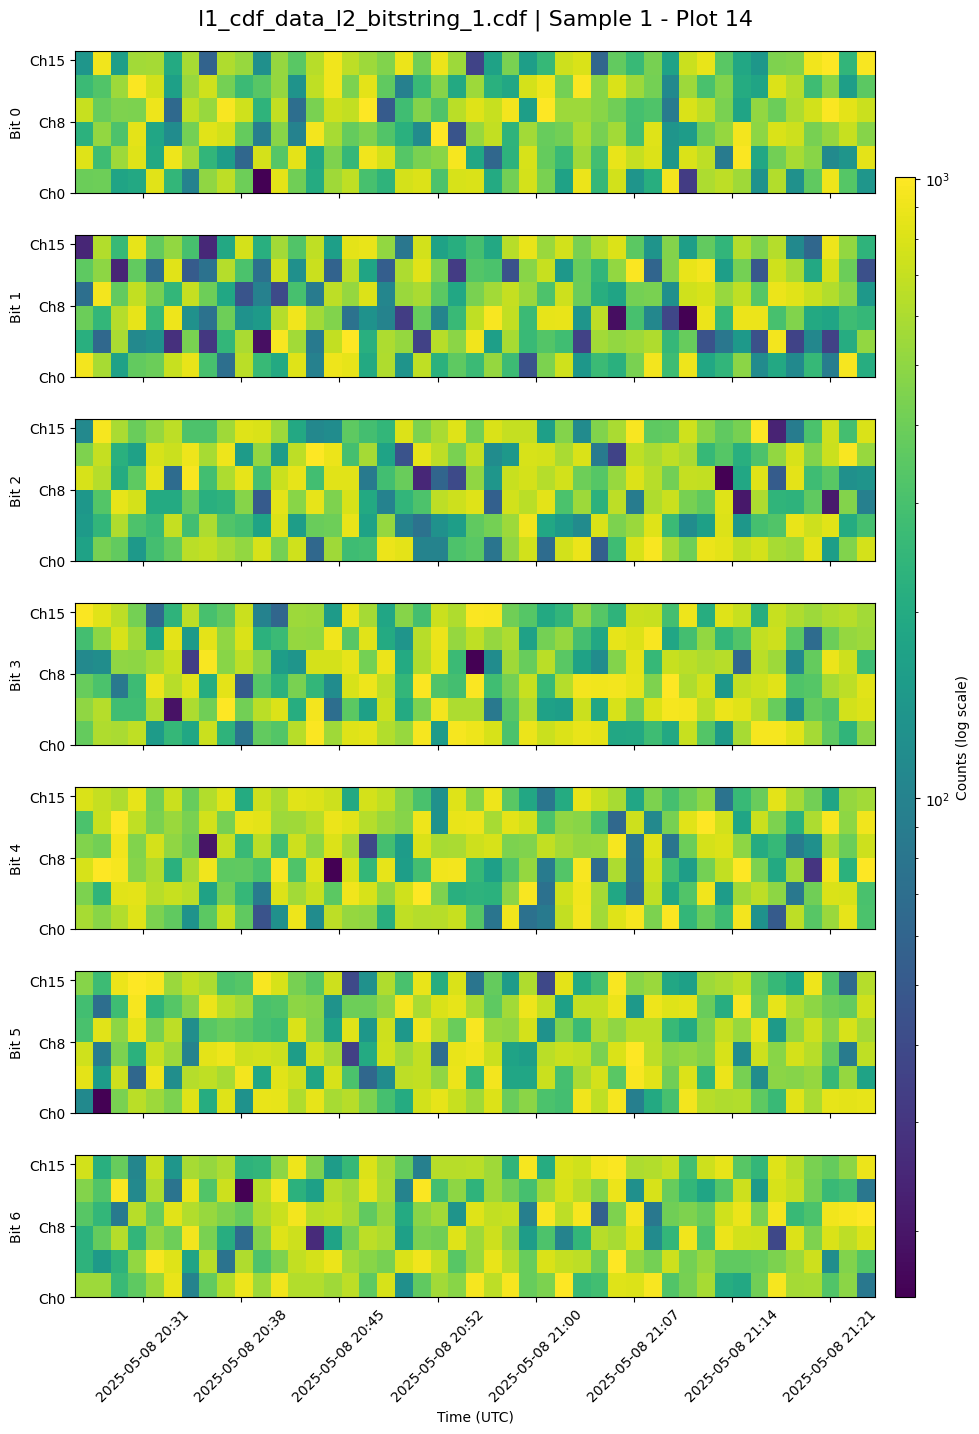 l1_cdf_data_l2_bitstring_1.cdf | Sample 1 - Plot 14
Bit 0
Ch15
Ch8
Ch0
Bit 1
Ch15
Ch8
Ch0
Bit 2
Ch15
Ch8
Ch0
Bit 3
Ch15
Ch8
Ch0
Bit 4
Ch15
Ch8
Ch0
Bit 5
Ch15
Ch8
Ch0
Bit 6
Ch15
Ch8
Ch0
2025-05-08 20:31
2025-05-08 20:38
2025-05-08 20:45
2025-05-08 20:52
2025-05-08 21:00
2025-05-08 21:07
2025-05-08 21:14
2025-05-08 21:21
Time (UTC)
10³
10²
Counts (log scale)